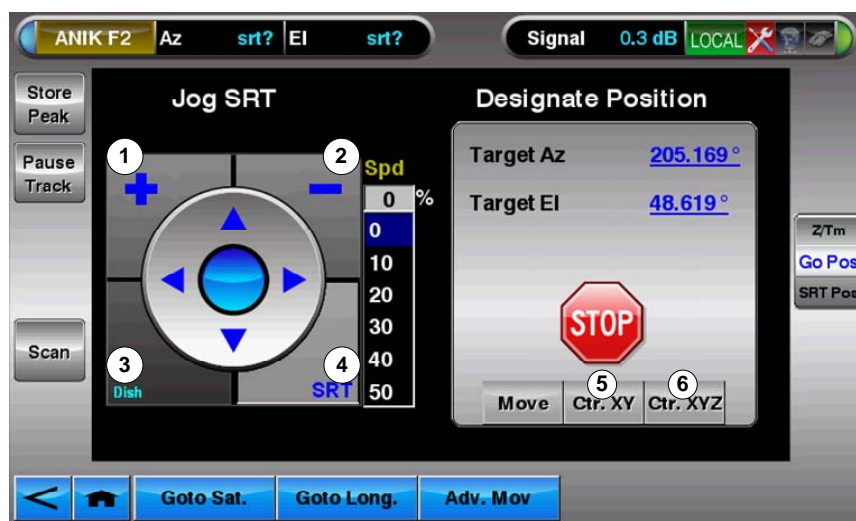 ANIK F2 Az srt? El srt? Signal 0.3 dB LOCAL
Store
Peak
Pause
Track
Scan
Jog SRT
1
2
+
−
3
Dish
4
SRT
Spd
0 %
0
10
20
30
40
50
Designate Position
Target Az 205.169°
Target El 48.619°
STOP
5
6
Move Ctr. XY Ctr. XYZ
Z/Tm
Go Pos
SRT Pos
< Goto Sat. Goto Long. Adv. Mov